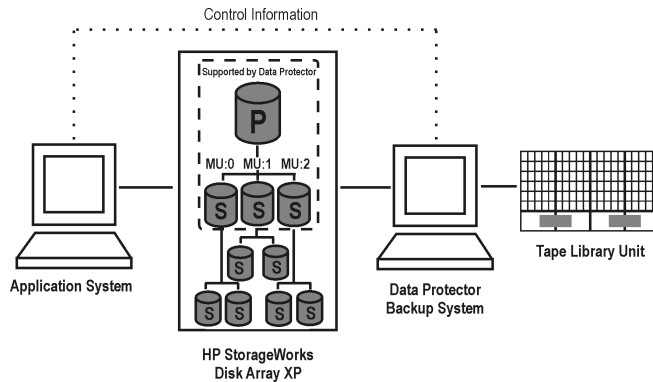 Control Information
Supported by Data Protector
P
MU:0 MU:1 MU:2
S S S
S S
S S S S
Application System
Data Protector
Backup System
Tape Library Unit
HP StorageWorks
Disk Array XP